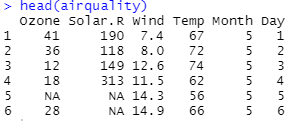 > head(airquality)
  Ozone Solar.R Wind Temp Month Day
1    41     190  7.4   67     5   1
2    36     118  8.0   72     5   2
3    12     149 12.6   74     5   3
4    18     313 11.5   62     5   4
5    NA      NA 14.3   56     5   5
6    28      NA 14.9   66     5   6